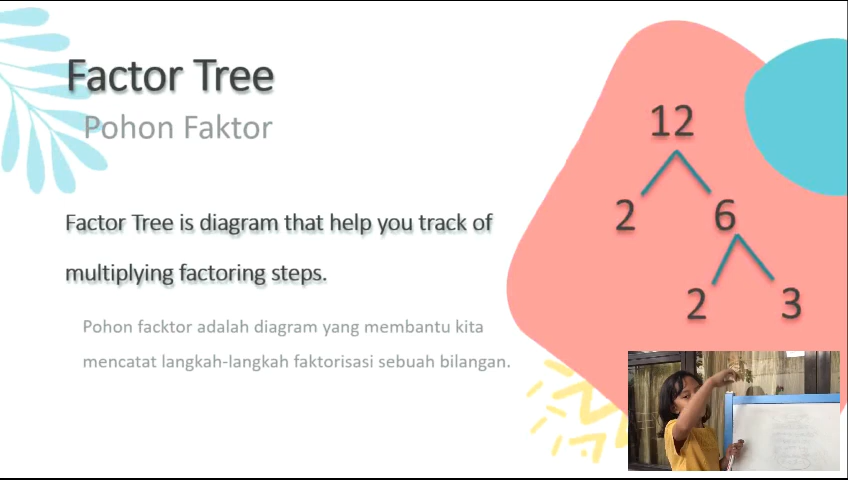 Factor Tree
Pohon Faktor
Factor Tree is diagram that help you track of
multiplying factoring steps.
Pohon facktor adalah diagram yang membantu kita
mencatat langkah-langkah faktorisasi sebuah bilangan.
12
2 6
2 3